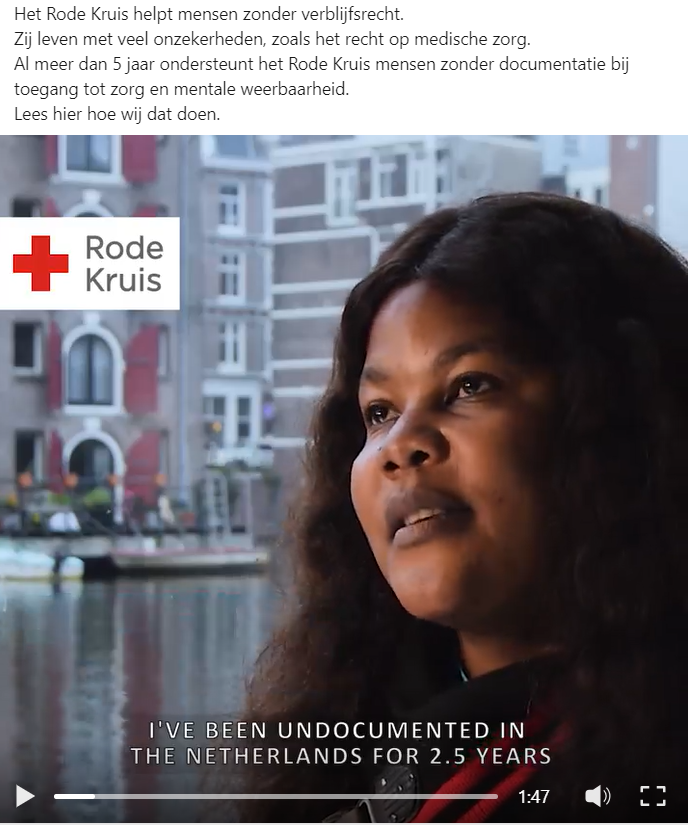 Het Rode Kruis helpt mensen zonder verblijfsrecht.
Zij leven met veel onzekerheden, zoals het recht op medische zorg.
Al meer dan 5 jaar ondersteunt het Rode Kruis mensen zonder documentatie bij
toegang tot zorg en mentale weerbaarheid.
Lees hier hoe wij dat doen.
Rode
Kruis
I'VE BEEN UNDOCUMENTED IN
THE NETHERLANDS FOR 2.5 YEARS
1:47